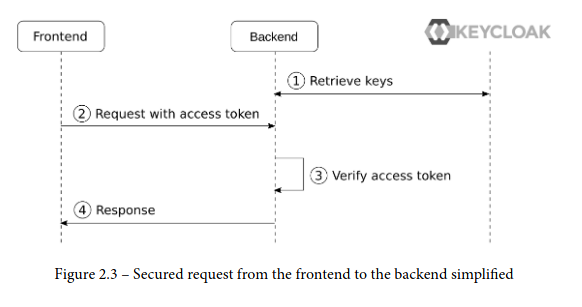 Frontend
Backend
KEYCLOAK
1 Retrieve keys
2 Request with access token
3 Verify access token
4 Response
Figure 2.3 – Secured request from the frontend to the backend simplified